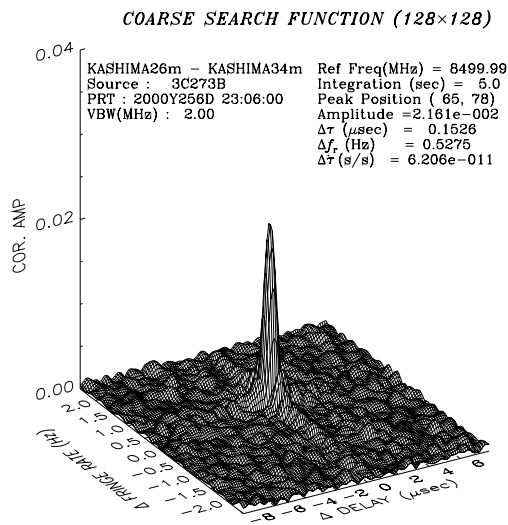 COARSE SEARCH FUNCTION (128×128)
0.04
KASHIMA26m - KASHIMA34m
Source : 3C273B
PRT : 2000Y256D 23:06:00
VBW(MHz) : 2.00
Ref Freq(MHz) = 8499.99
Integration (sec) = 5.0
Peak Position ( 65, 78)
Amplitude =2.161e-002
Δτ (μsec) = 0.1526
Δfr (Hz) = 0.5275
Δτ̇ (s/s) = 6.206e-011
0.02
COR. AMP
0.00
2.0
1.5
1.0
0.5
0.0
-0.5
-1.0
-1.5
-2.0
Δ FRINGE RATE (Hz)
-8 -6 -4 -2 0 2 4 6
Δ DELAY (μsec)